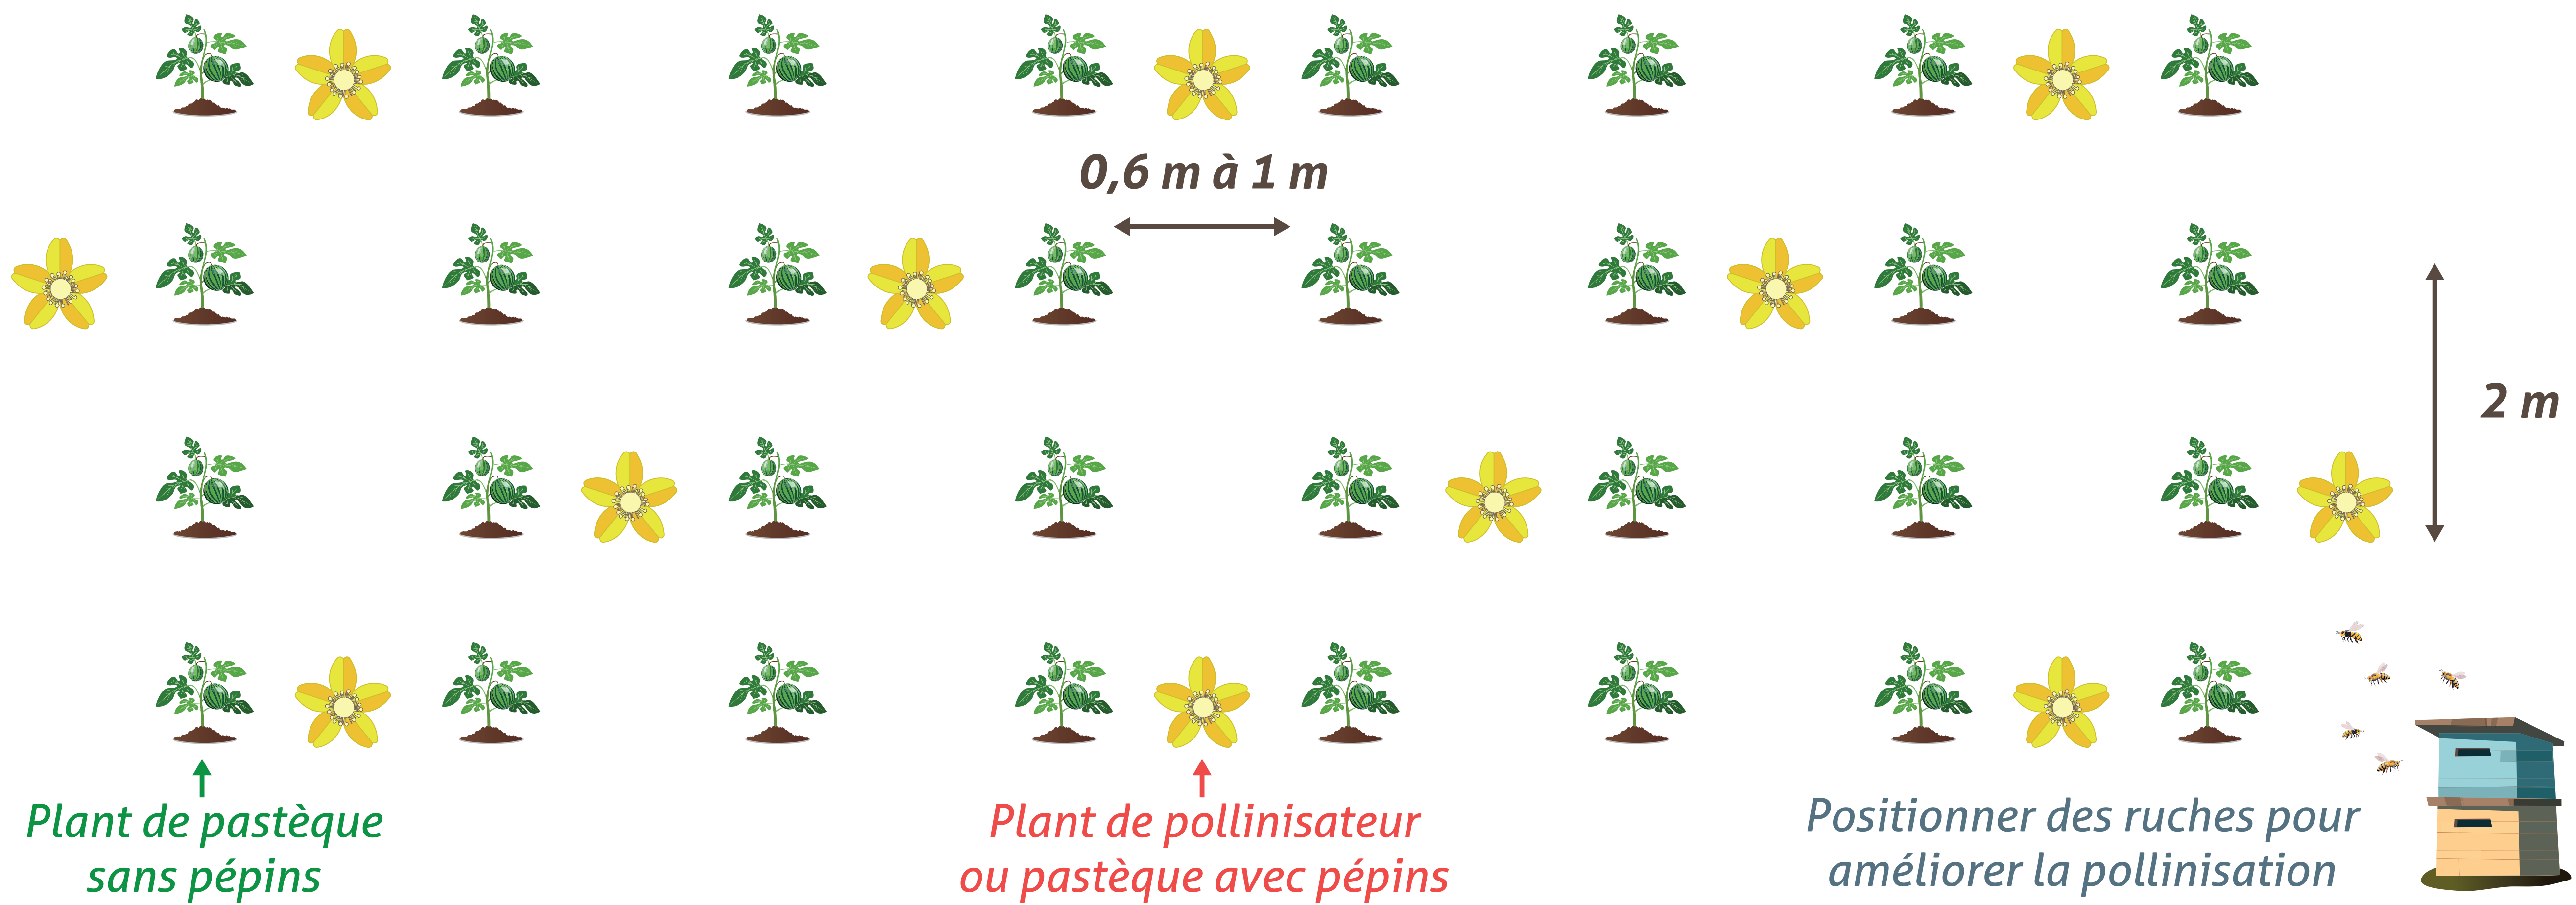 0,6 m à 1 m
2 m
Plant de pastèque
sans pépins
Plant de pollinisateur
ou pastèque avec pépins
Positionner des ruches pour
améliorer la pollinisation